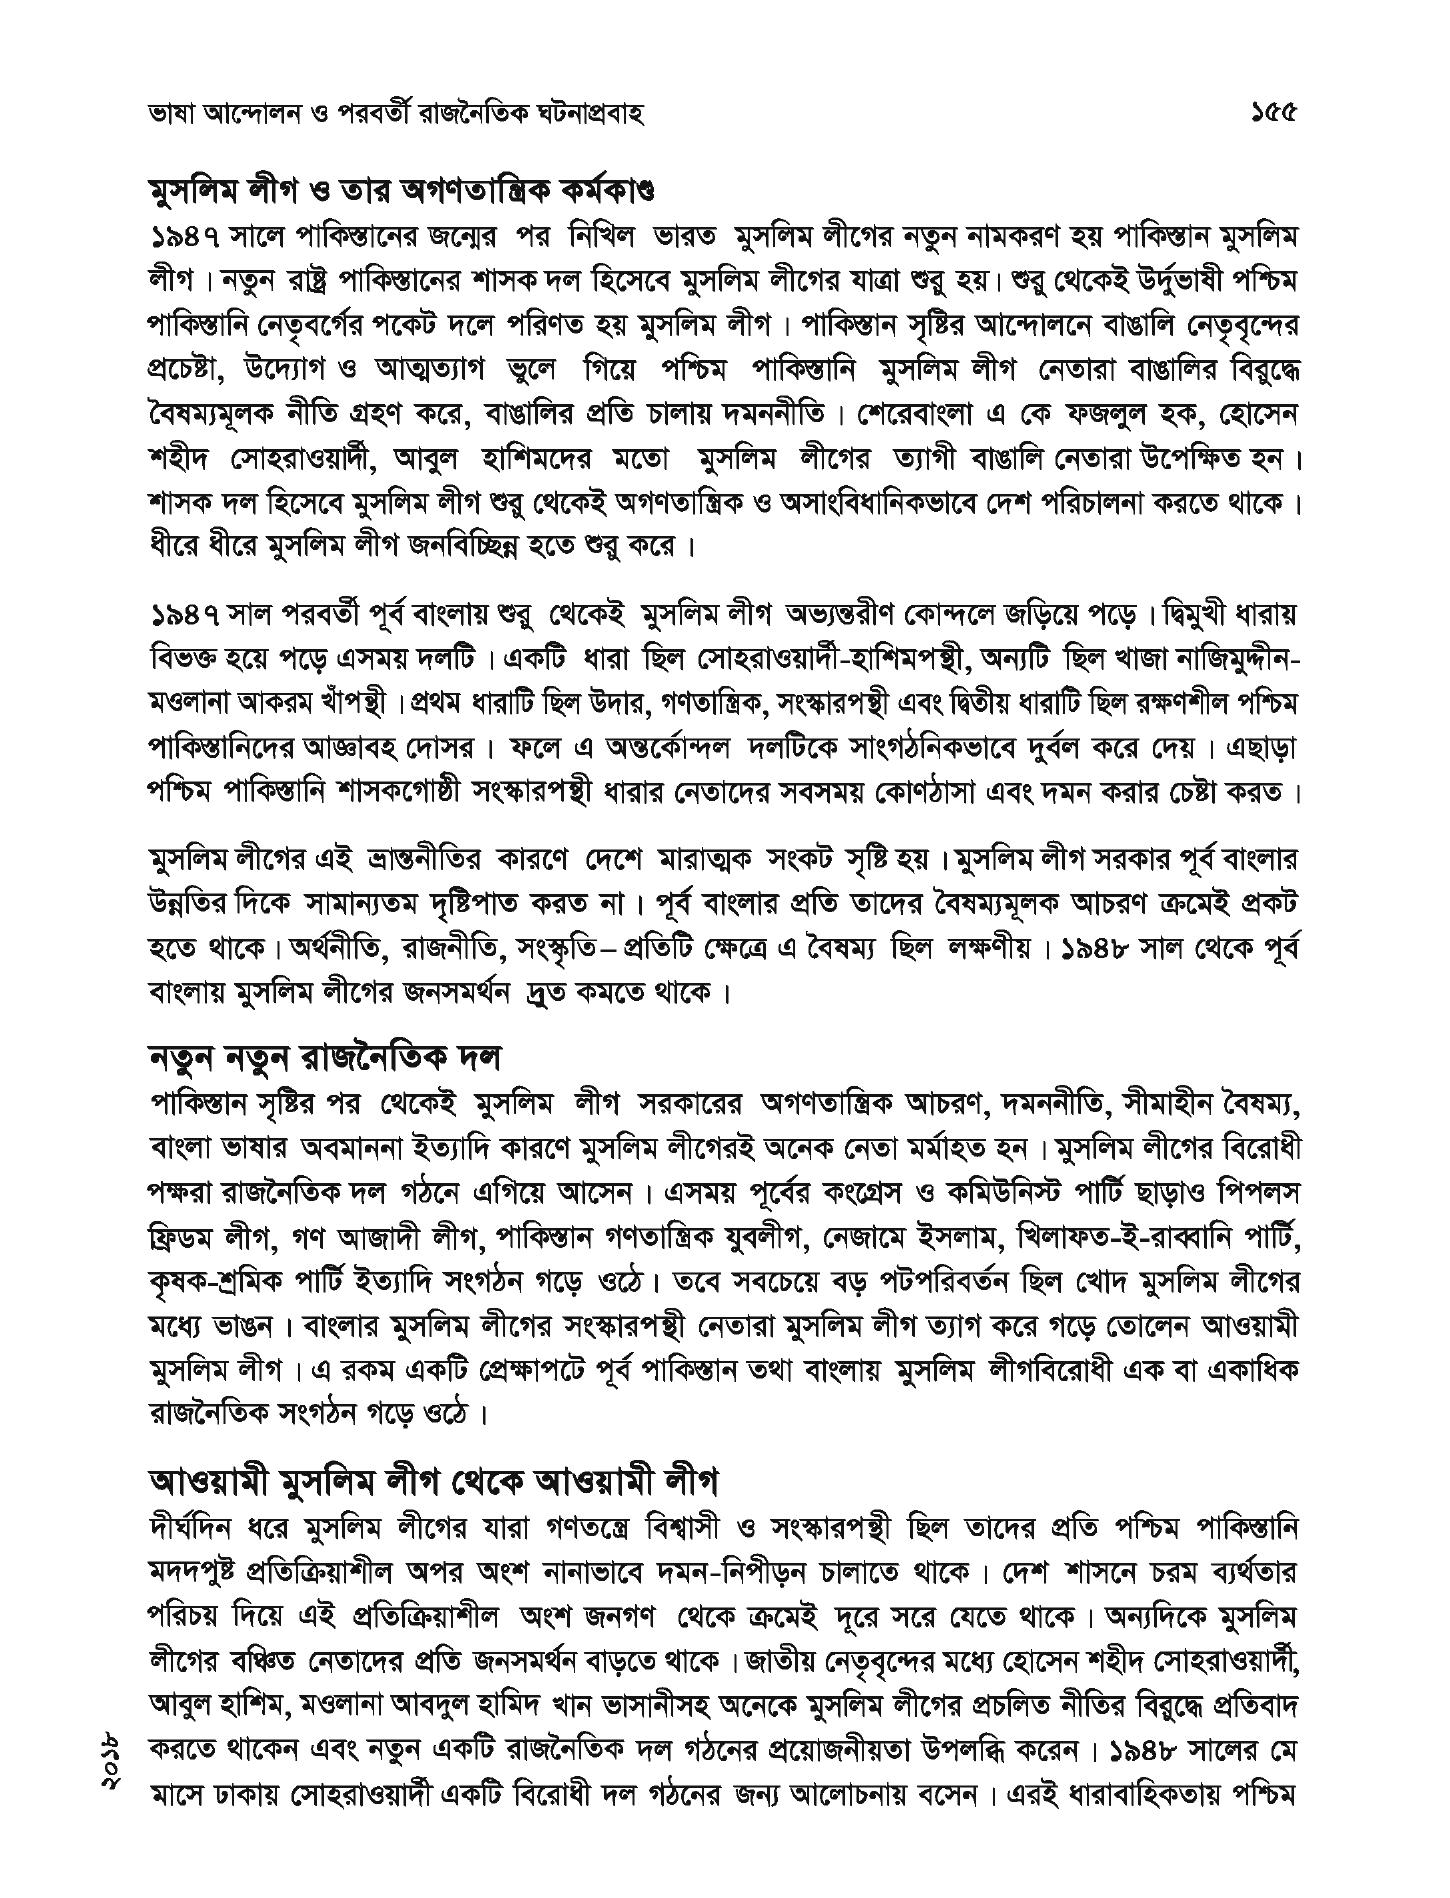 ভাষা আন্দোলন ও পরবর্তী রাজনৈতিক ঘটনাপ্রবাহ ১৫৫
মুসলিম লীগ ও তার অগণতান্ত্রিক কর্মকাণ্ড
১৯৪৭ সালে পাকিস্তানের জন্মের পর নিখিল ভারত মুসলিম লীগের নতুন নামকরণ হয় পাকিস্তান মুসলিম
লীগ । নতুন রাষ্ট্র পাকিস্তানের শাসক দল হিসেবে মুসলিম লীগের যাত্রা শুরু হয়। শুরু থেকেই উর্দুভাষী পশ্চিম
পাকিস্তানি নেতৃবর্গের পকেট দলে পরিণত হয় মুসলিম লীগ । পাকিস্তান সৃষ্টির আন্দোলনে বাঙালি নেতৃবৃন্দের
প্রচেষ্টা, উদ্যোগ ও আত্মত্যাগ ভুলে গিয়ে পশ্চিম পাকিস্তানি মুসলিম লীগ নেতারা বাঙালির বিরুদ্ধে
বৈষম্যমূলক নীতি গ্রহণ করে, বাঙালির প্রতি চালায় দমননীতি । শেরেবাংলা এ কে ফজলুল হক, হোসেন
শহীদ সোহরাওয়ার্দী, আবুল হাশিমদের মতো মুসলিম লীগের ত্যাগী বাঙালি নেতারা উপেক্ষিত হন ।
শাসক দল হিসেবে মুসলিম লীগ শুরু থেকেই অগণতান্ত্রিক ও অসাংবিধানিকভাবে দেশ পরিচালনা করতে থাকে ।
ধীরে ধীরে মুসলিম লীগ জনবিচ্ছিন্ন হতে শুরু করে ।
১৯৪৭ সাল পরবর্তী পূর্ব বাংলায় শুরু থেকেই মুসলিম লীগ অভ্যন্তরীণ কোন্দলে জড়িয়ে পড়ে । দ্বিমুখী ধারায়
বিভক্ত হয়ে পড়ে এসময় দলটি । একটি ধারা ছিল সোহরাওয়ার্দী-হাশিমপন্থী, অন্যটি ছিল খাজা নাজিমুদ্দীন-
মওলানা আকরম খাঁপন্থী । প্রথম ধারাটি ছিল উদার, গণতান্ত্রিক, সংস্কারপন্থী এবং দ্বিতীয় ধারাটি ছিল রক্ষণশীল পশ্চিম
পাকিস্তানিদের আজ্ঞাবহ দোসর । ফলে এ অন্তর্কোন্দল দলটিকে সাংগঠনিকভাবে দুর্বল করে দেয় । এছাড়া
পশ্চিম পাকিস্তানি শাসকগোষ্ঠী সংস্কারপন্থী ধারার নেতাদের সবসময় কোণঠাসা এবং দমন করার চেষ্টা করত ।
মুসলিম লীগের এই ভ্রান্তনীতির কারণে দেশে মারাত্মক সংকট সৃষ্টি হয় । মুসলিম লীগ সরকার পূর্ব বাংলার
উন্নতির দিকে সামান্যতম দৃষ্টিপাত করত না । পূর্ব বাংলার প্রতি তাদের বৈষম্যমূলক আচরণ ক্রমেই প্রকট
হতে থাকে । অর্থনীতি, রাজনীতি, সংস্কৃতি – প্রতিটি ক্ষেত্রে এ বৈষম্য ছিল লক্ষণীয় । ১৯৪৮ সাল থেকে পূর্ব
বাংলায় মুসলিম লীগের জনসমর্থন দ্রুত কমতে থাকে ।
নতুন নতুন রাজনৈতিক দল
পাকিস্তান সৃষ্টির পর থেকেই মুসলিম লীগ সরকারের অগণতান্ত্রিক আচরণ, দমননীতি, সীমাহীন বৈষম্য,
বাংলা ভাষার অবমাননা ইত্যাদি কারণে মুসলিম লীগেরই অনেক নেতা মর্মাহত হন । মুসলিম লীগের বিরোধী
পক্ষরা রাজনৈতিক দল গঠনে এগিয়ে আসেন । এসময় পূর্বের কংগ্রেস ও কমিউনিস্ট পার্টি ছাড়াও পিপলস
ফ্রিডম লীগ, গণ আজাদী লীগ, পাকিস্তান গণতান্ত্রিক যুবলীগ, নেজামে ইসলাম, খিলাফত-ই-রাব্বানি পার্টি,
কৃষক-শ্রমিক পার্টি ইত্যাদি সংগঠন গড়ে ওঠে । তবে সবচেয়ে বড় পটপরিবর্তন ছিল খোদ মুসলিম লীগের
মধ্যে ভাঙন । বাংলার মুসলিম লীগের সংস্কারপন্থী নেতারা মুসলিম লীগ ত্যাগ করে গড়ে তোলেন আওয়ামী
মুসলিম লীগ । এ রকম একটি প্রেক্ষাপটে পূর্ব পাকিস্তান তথা বাংলায় মুসলিম লীগবিরোধী এক বা একাধিক
রাজনৈতিক সংগঠন গড়ে ওঠে ।
আওয়ামী মুসলিম লীগ থেকে আওয়ামী লীগ
দীর্ঘদিন ধরে মুসলিম লীগের যারা গণতন্ত্রে বিশ্বাসী ও সংস্কারপন্থী ছিল তাদের প্রতি পশ্চিম পাকিস্তানি
মদদপুষ্ট প্রতিক্রিয়াশীল অপর অংশ নানাভাবে দমন-নিপীড়ন চালাতে থাকে । দেশ শাসনে চরম ব্যর্থতার
পরিচয় দিয়ে এই প্রতিক্রিয়াশীল অংশ জনগণ থেকে ক্রমেই দূরে সরে যেতে থাকে । অন্যদিকে মুসলিম
লীগের বঞ্চিত নেতাদের প্রতি জনসমর্থন বাড়তে থাকে । জাতীয় নেতৃবৃন্দের মধ্যে হোসেন শহীদ সোহরাওয়ার্দী,
আবুল হাশিম, মওলানা আবদুল হামিদ খান ভাসানীসহ অনেকে মুসলিম লীগের প্রচলিত নীতির বিরুদ্ধে প্রতিবাদ
করতে থাকেন এবং নতুন একটি রাজনৈতিক দল গঠনের প্রয়োজনীয়তা উপলব্ধি করেন । ১৯৪৮ সালের মে
মাসে ঢাকায় সোহরাওয়ার্দী একটি বিরোধী দল গঠনের জন্য আলোচনায় বসেন । এরই ধারাবাহিকতায় পশ্চিম
২০১৮